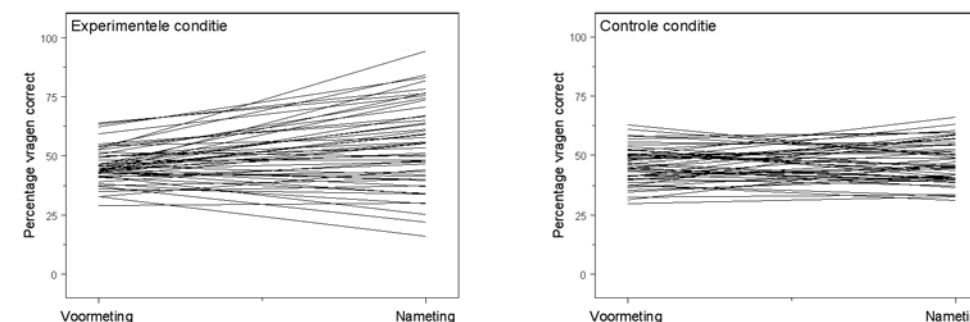 Experimentele conditie
100
75
50
25
0
Percentage vragen correct
Voormeting
Nameting
Controle conditie
100
75
50
25
0
Percentage vragen correct
Voormeting
Nameti